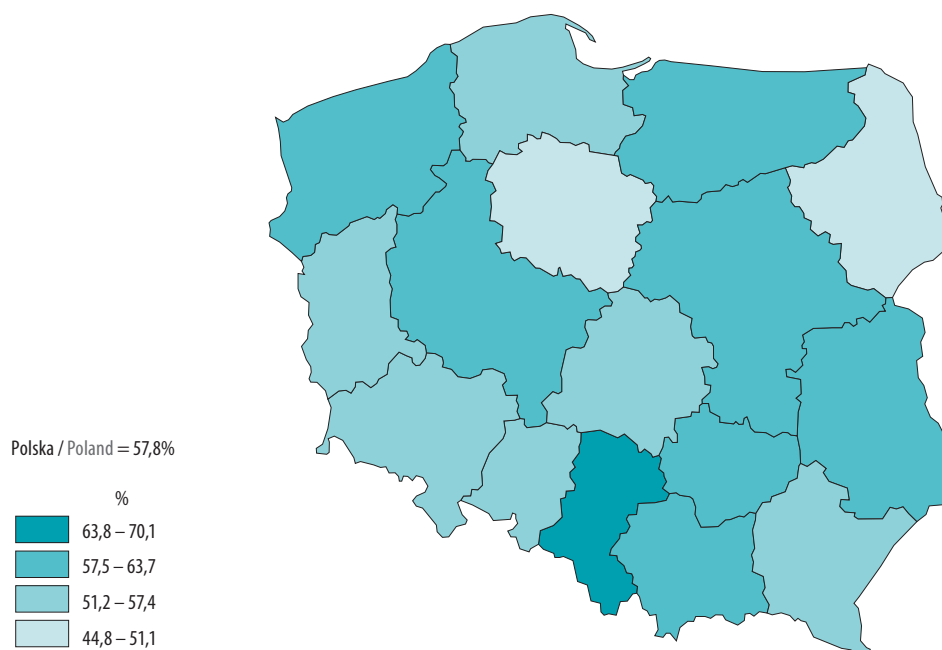 Polska / Poland = 57,8%
%
63,8 – 70,1
57,5 – 63,7
51,2 – 57,4
44,8 – 51,1